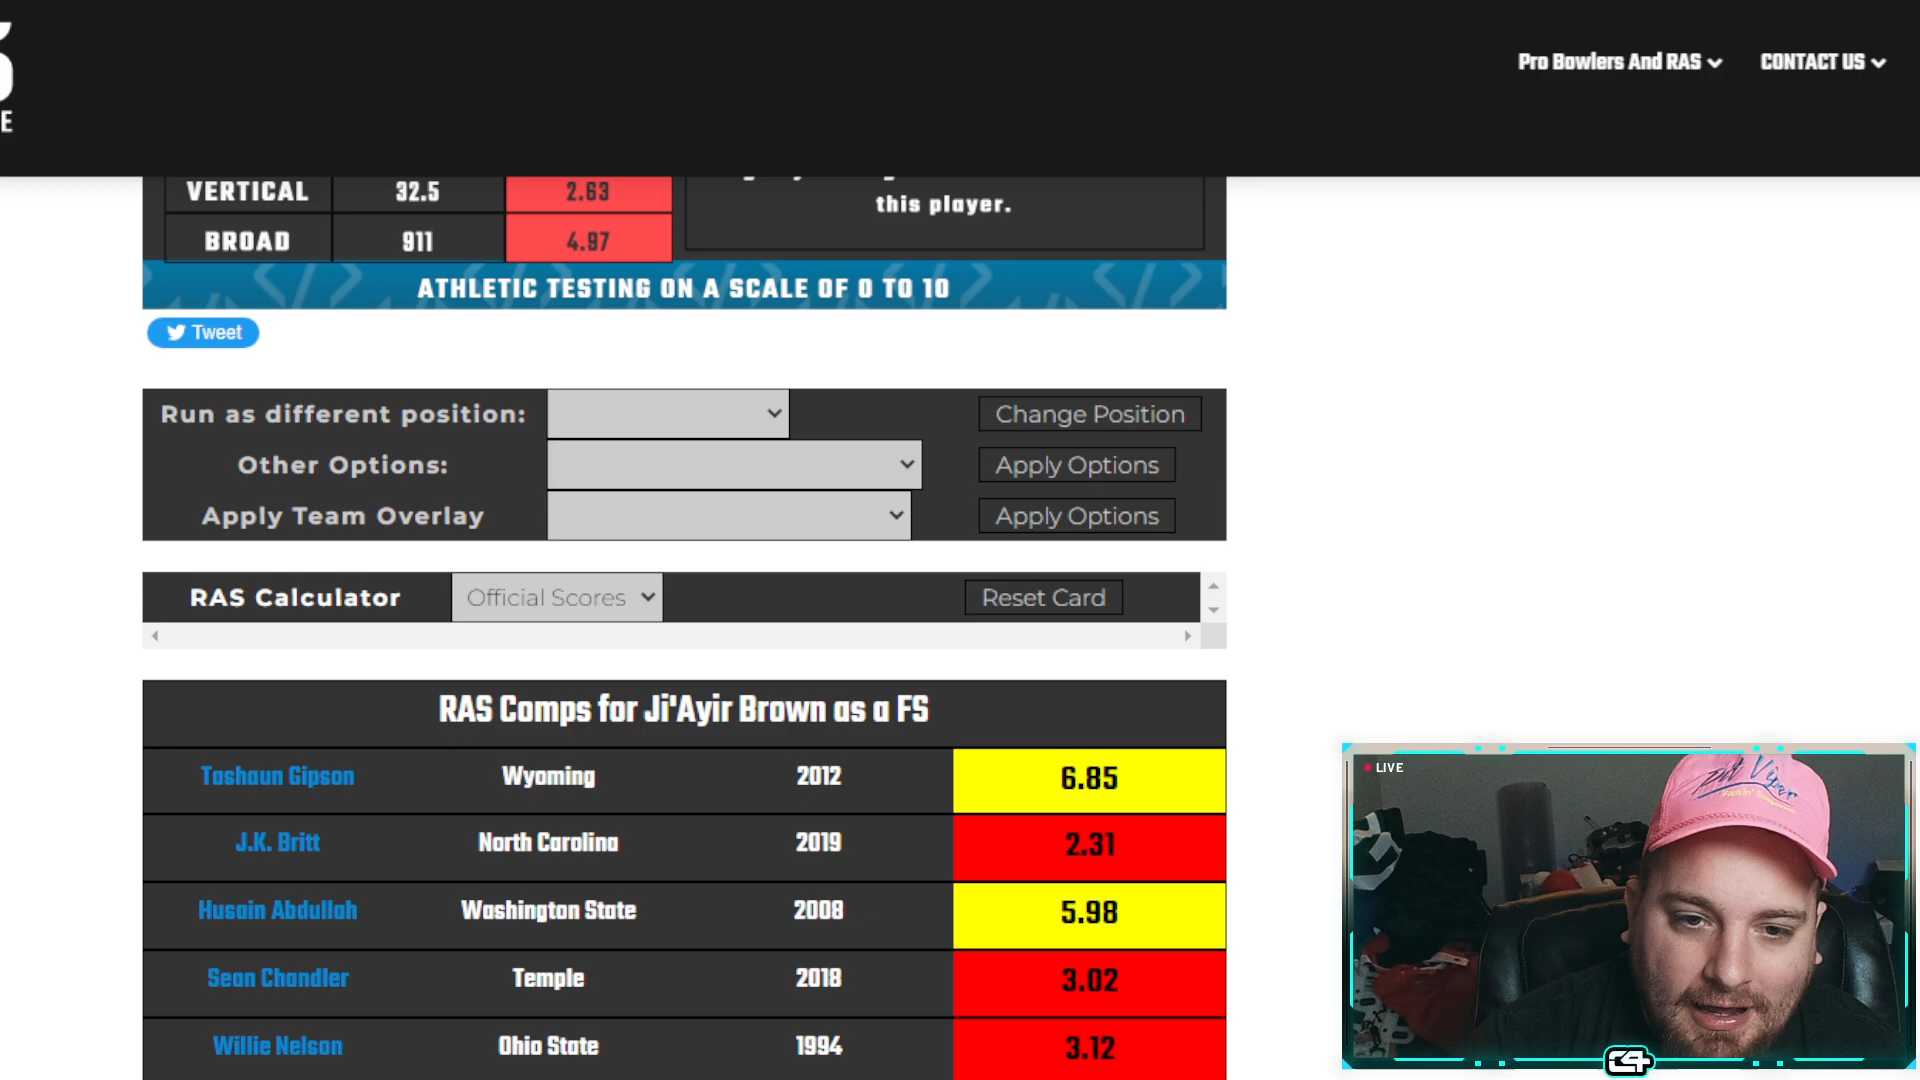 E
Pro Bowlers And RAS
CONTACT US
VERTICAL 32.5 2.63
this player.
BROAD 911 4.97
ATHLETIC TESTING ON A SCALE OF 0 TO 10
Tweet
Run as different position: Change Position
Other Options: Apply Options
Apply Team Overlay Apply Options
RAS Calculator Official Scores Reset Card
RAS Comps for Ji'Ayir Brown as a FS
Tashaun Gipson Wyoming 2012 6.85
J.K. Britt North Carolina 2019 2.31
Husain Abdullah Washington State 2008 5.98
Sean Chandler Temple 2018 3.02
Willie Nelson Ohio State 1994 3.12
LIVE
Viper